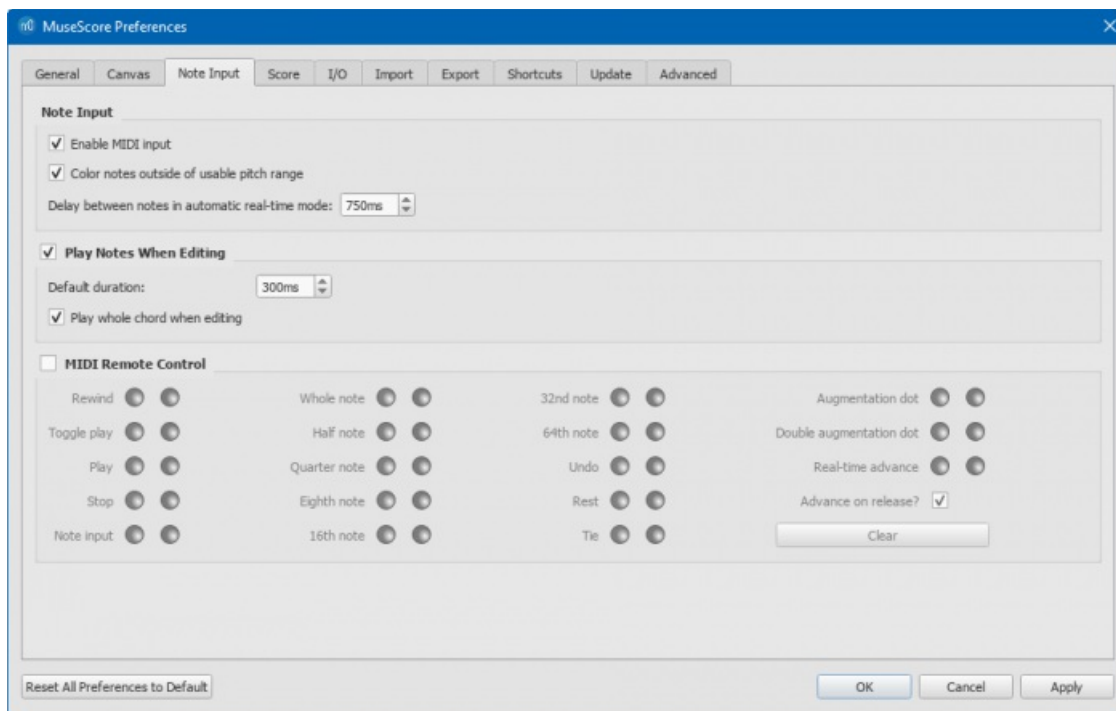 MuseScore Preferences
General Canvas Note Input Score I/O Import Export Shortcuts Update Advanced
Note Input
Enable MIDI input
Color notes outside of usable pitch range
Delay between notes in automatic real-time mode: 750ms
Play Notes When Editing
Default duration: 300ms
Play whole chord when editing
MIDI Remote Control
Rewind Whole note 32nd note Augmentation dot
Toggle play Half note 64th note Double augmentation dot
Play Quarter note Undo Real-time advance
Stop Eighth note Rest Advance on release?
Note input 16th note Tie Clear
Reset All Preferences to Default OK Cancel Apply